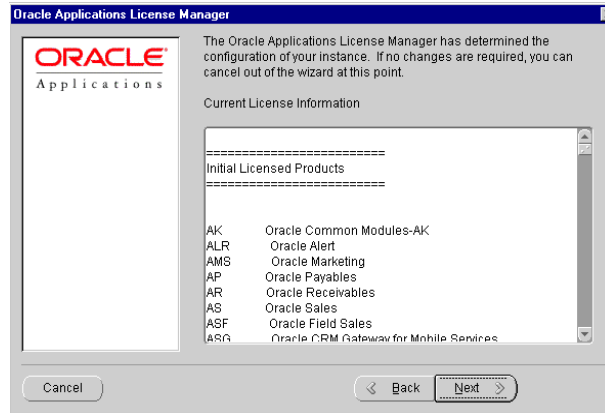 Oracle Applications License Manager
ORACLE
Applications
The Oracle Applications License Manager has determined the
configuration of your instance. If no changes are required, you can
cancel out of the wizard at this point.
Current License Information
=========================
Initial Licensed Products
=========================
AK Oracle Common Modules-AK
ALR Oracle Alert
AMS Oracle Marketing
AP Oracle Payables
AR Oracle Receivables
AS Oracle Sales
ASF Oracle Field Sales
ASG Oracle CRM Gateway for Mobile Services
Cancel
Back
Next